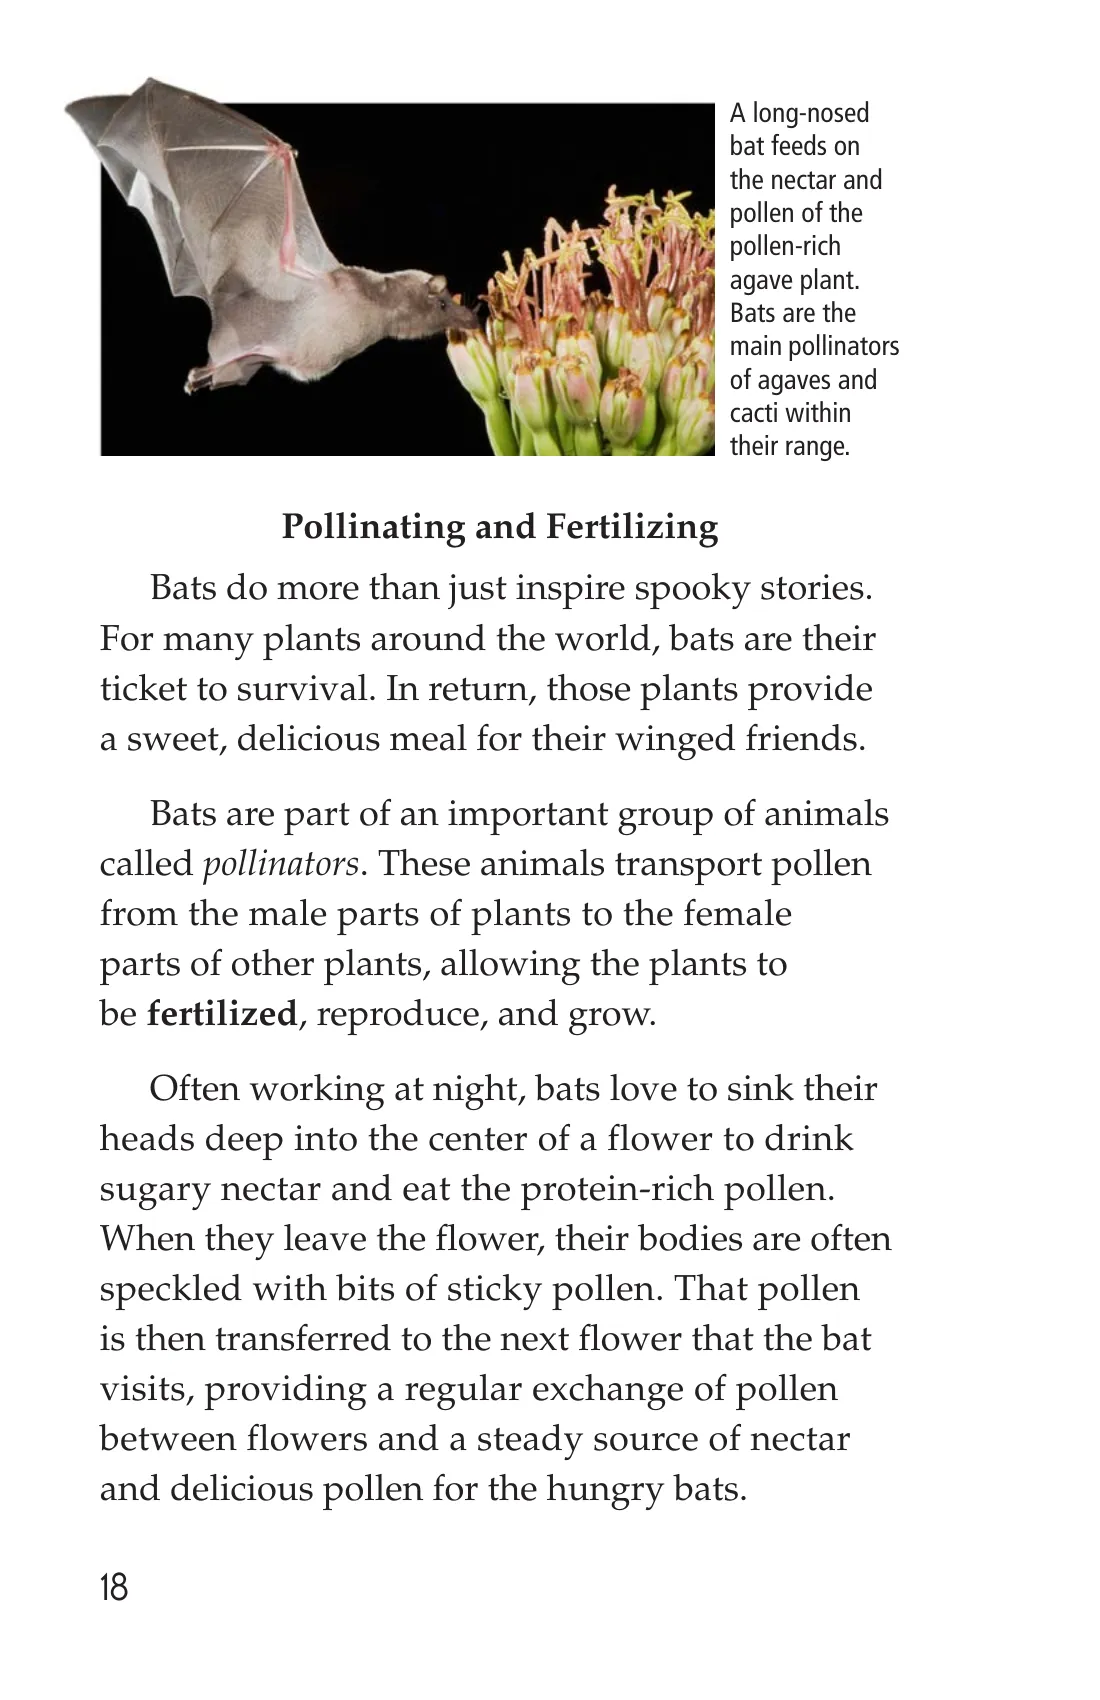 A long-nosed
bat feeds on
the nectar and
pollen of the
pollen-rich
agave plant.
Bats are the
main pollinators
of agaves and
cacti within
their range.
Pollinating and Fertilizing
Bats do more than just inspire spooky stories.
For many plants around the world, bats are their
ticket to survival. In return, those plants provide
a sweet, delicious meal for their winged friends.
Bats are part of an important group of animals
called pollinators. These animals transport pollen
from the male parts of plants to the female
parts of other plants, allowing the plants to
be fertilized, reproduce, and grow.
Often working at night, bats love to sink their
heads deep into the center of a flower to drink
sugary nectar and eat the protein-rich pollen.
When they leave the flower, their bodies are often
speckled with bits of sticky pollen. That pollen
is then transferred to the next flower that the bat
visits, providing a regular exchange of pollen
between flowers and a steady source of nectar
and delicious pollen for the hungry bats.
18